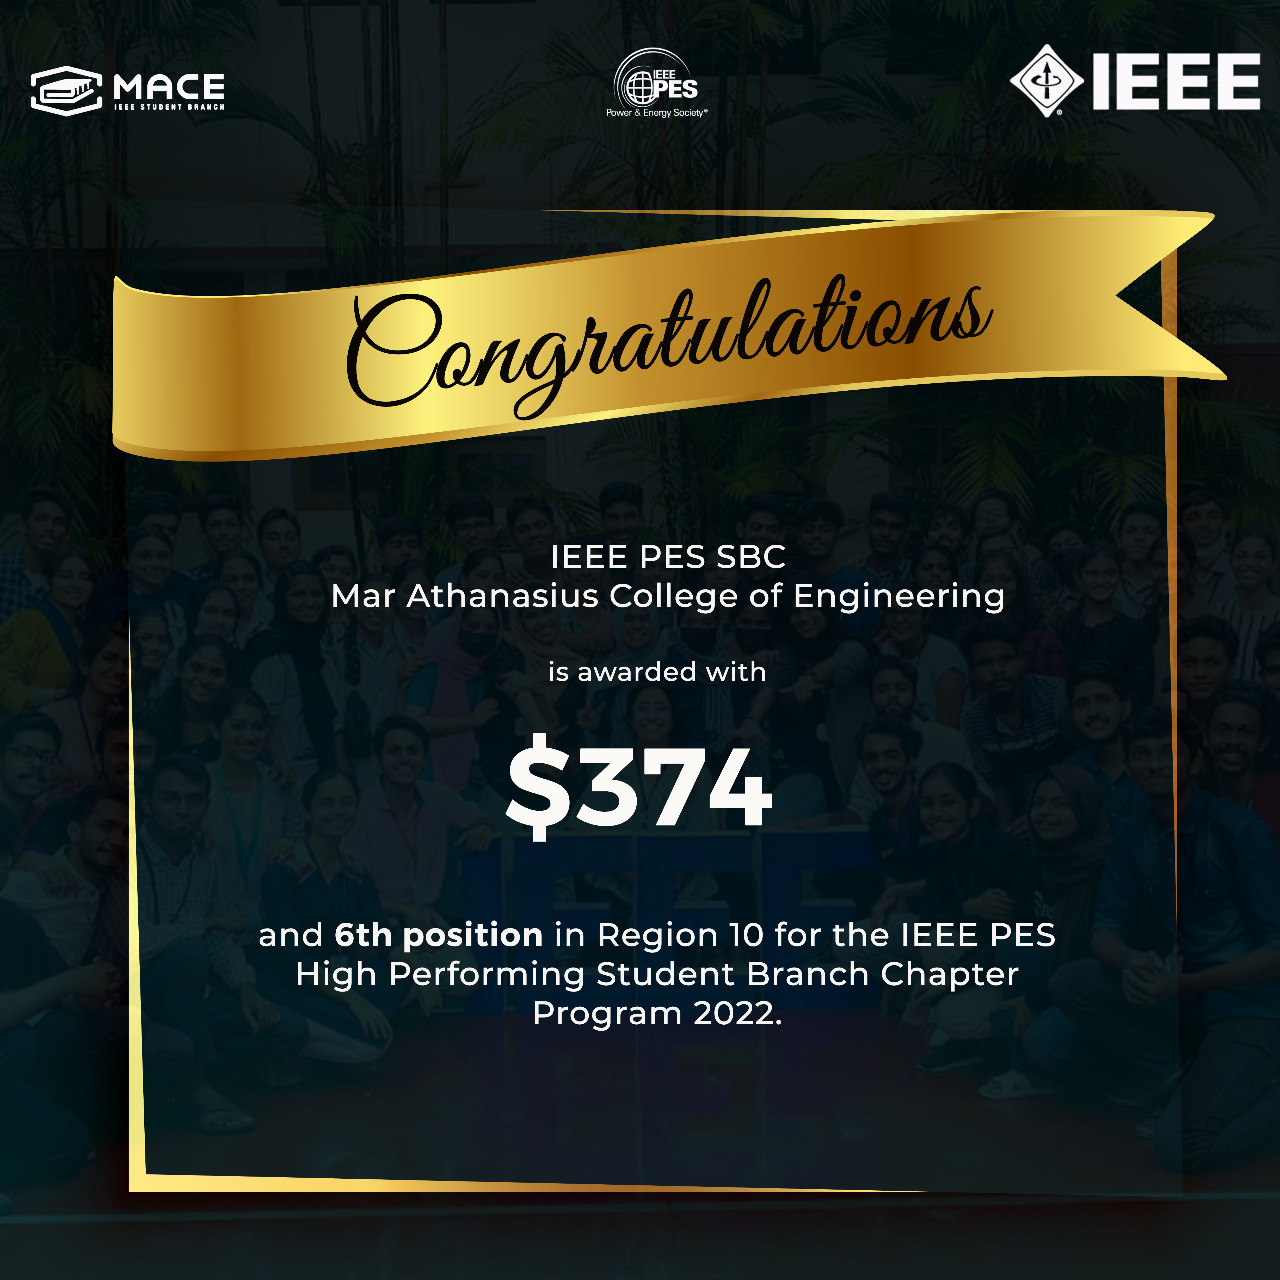 MACE
IEEE STUDENT BRANCH
IEEE
PES
Power & Energy Society®
IEEE
Congratulations
IEEE PES SBC
Mar Athanasius College of Engineering
is awarded with
$374
and 6th position in Region 10 for the IEEE PES
High Performing Student Branch Chapter
Program 2022.